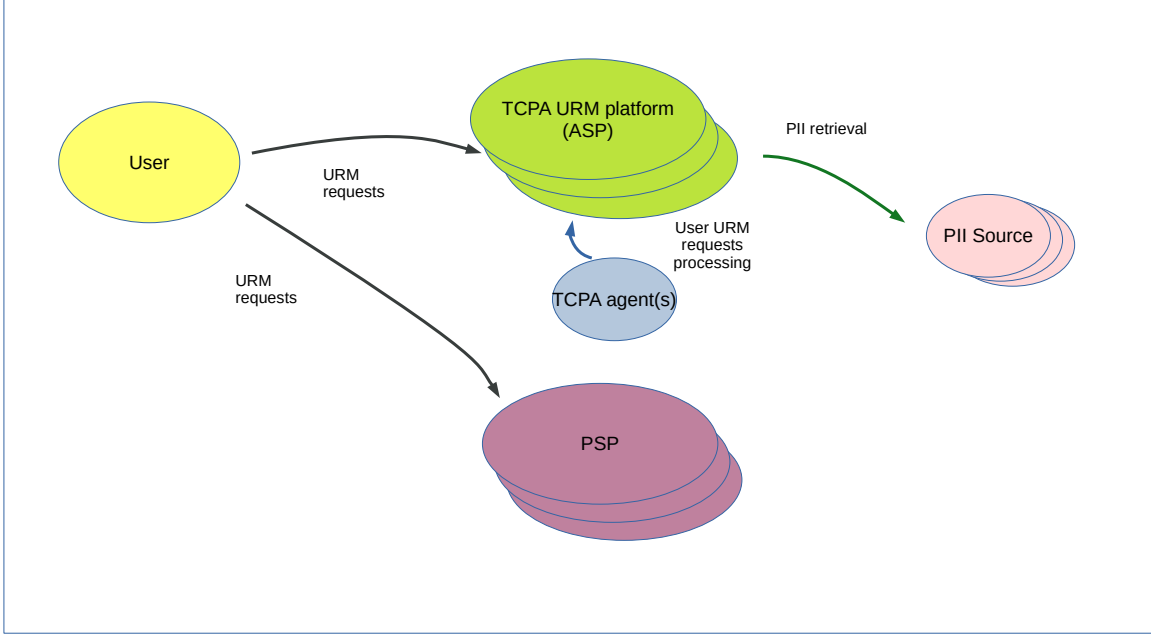 TCPA URM platform
(ASP)
PII retrieval
User
URM
requests
User URM
requests
processing
PII Source
URM
requests
TCPA agent(s)
PSP